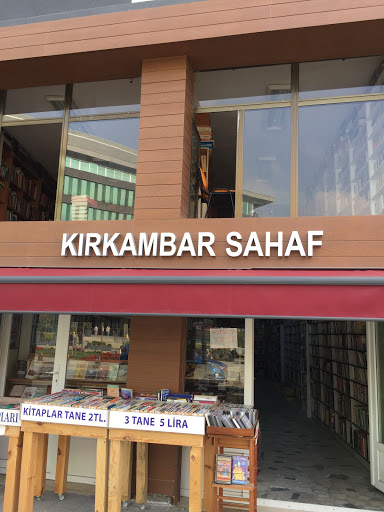 KIRKAMBAR SAHAF
KİTAPLAR TANE 2TL.
3 TANE 5 LİRA